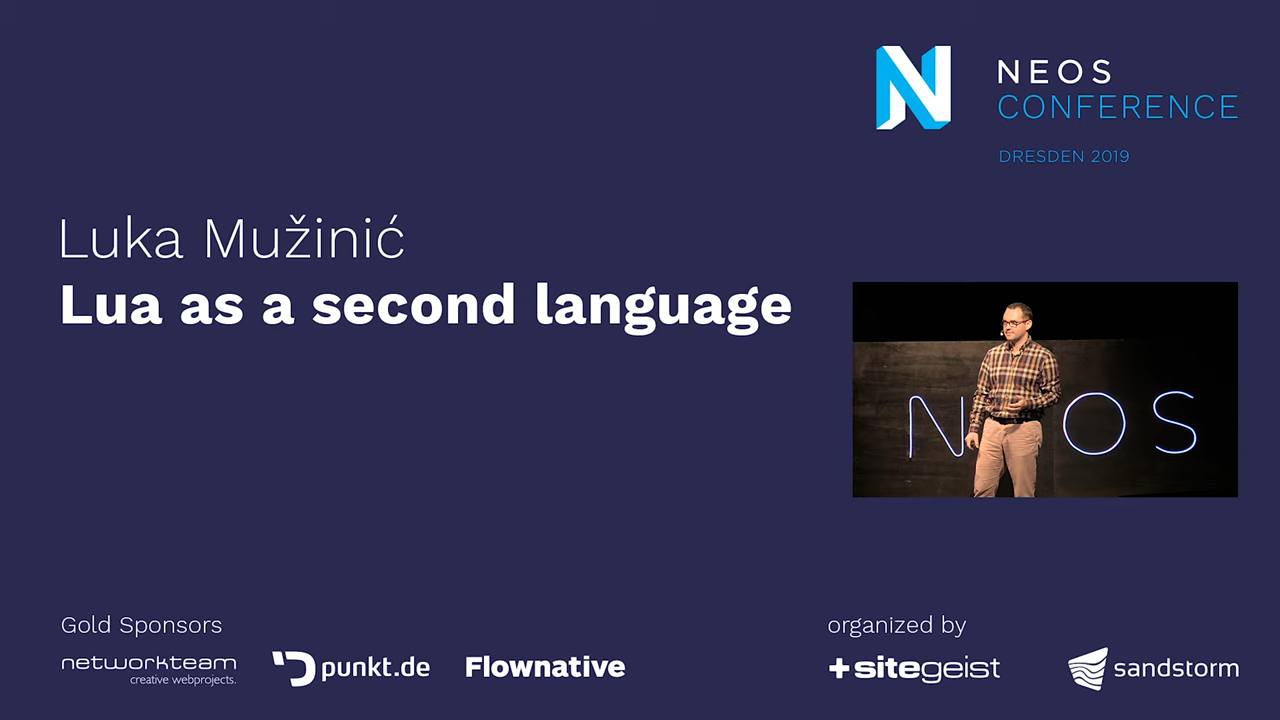 NEOS
CONFERENCE
DRESDEN 2019
Luka Mužinić
Lua as a second language
NEOS
Gold Sponsors
networkteam
creative webprojects.
punkt.de
Flownative
organized by
+sitegeist
sandstorm